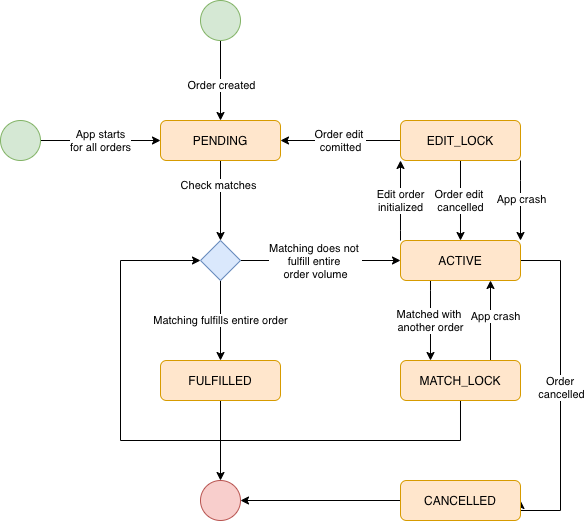 Order created
App starts
for all orders
PENDING
Order edit
comitted
EDIT_LOCK
Check matches
Edit order
initialized
Order edit
cancelled
App crash
Matching does not
fulfill entire
order volume
ACTIVE
Matching fulfills entire order
Matched with
another order
App crash
FULFILLED
MATCH_LOCK
Order
cancelled
CANCELLED